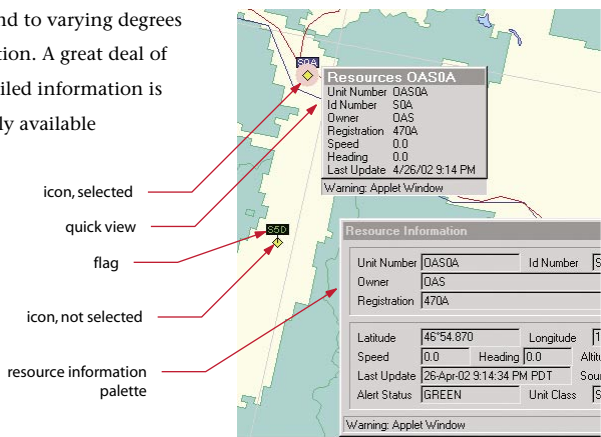 nd to varying degrees
tion. A great deal of
iled information is
ly available
icon, selected
quick view
flag
icon, not selected
resource information
palette
S0A
Resources OAS0A
Unit Number OAS0A
Id Number S0A
Owner OAS
Registration 470A
Speed 0.0
Heading 0.0
Last Update 4/26/02 9:14 PM
Warning: Applet Window
S5D
Resource Information
Unit Number OAS0A Id Number S
Owner OAS
Registration 470A
Latitude 46°54.870 Longitude 1
Speed 0.0 Heading 0.0 Altitu
Last Update 26-Apr-02 9:14:34 PM PDT Sour
Alert Status GREEN Unit Class S
Warning: Applet Window